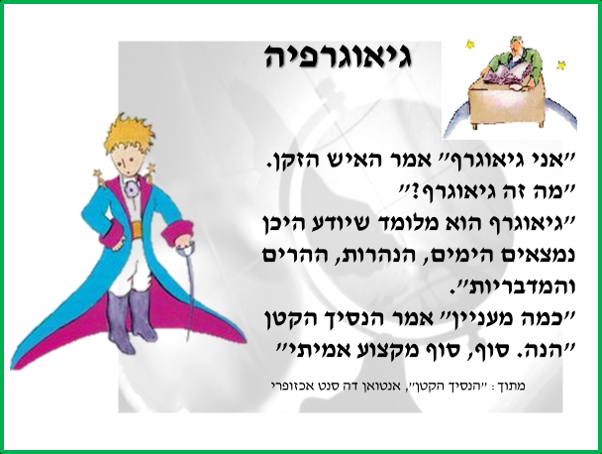 גיאוגרפיה
"אני גיאוגרף" אמר האיש הזקן.
"מה זה גיאוגרף?"
"גיאוגרף הוא מלומד שיודע היכן
נמצאים הימים, הנהרות, ההרים
והמדבריות".
"כמה מעניין" אמר הנסיך הקטן
"הנה. סוף, סוף מקצוע אמיתי"
מתוך: "הנסיך הקטן", אנטואן דה סנט אכזופרי